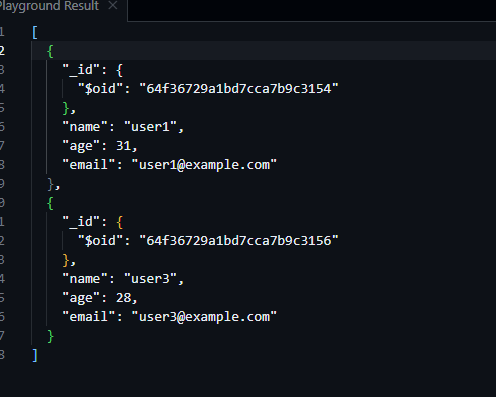 Playground Result ×
1 [
2 {
3 "_id": {
4 "$oid": "64f36729a1bd7cca7b9c3154"
5 },
6 "name": "user1",
7 "age": 31,
8 "email": "user1@example.com"
9 },
0 {
1 "_id": {
2 "$oid": "64f36729a1bd7cca7b9c3156"
3 },
4 "name": "user3",
5 "age": 28,
6 "email": "user3@example.com"
7 }
8 ]